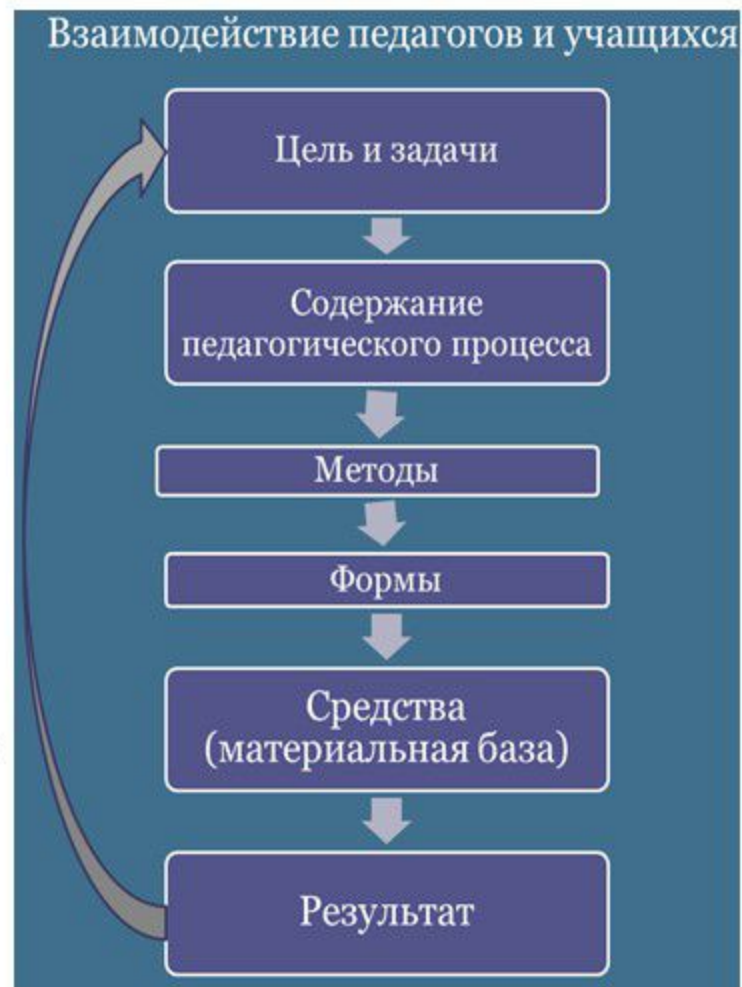 Взаимодействие педагогов и учащихся
Цель и задачи
Содержание
педагогического процесса
Методы
Формы
Средства
(материальная база)
Результат